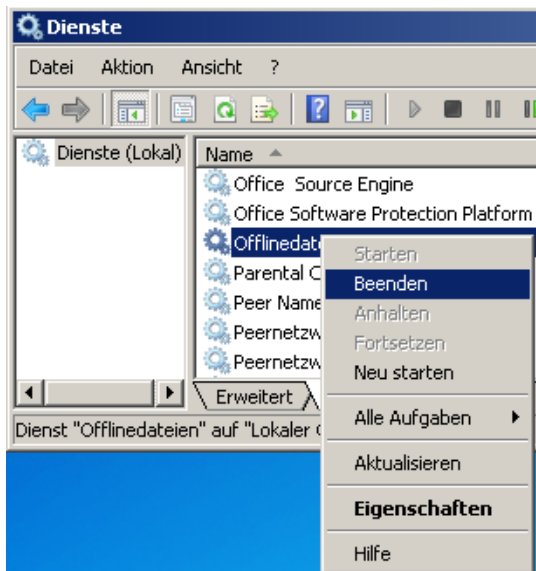 Dienste
Datei Aktion Ansicht ?
Dienste (Lokal)
Name
Office Source Engine
Office Software Protection Platform
Offlinedat
Parental C
Peer Name
Peernetzw
Peernetzw
Erweitert
Dienst "Offlinedateien" auf "Lokaler
Starten
Beenden
Anhalten
Fortsetzen
Neu starten
Alle Aufgaben
Aktualisieren
Eigenschaften
Hilfe